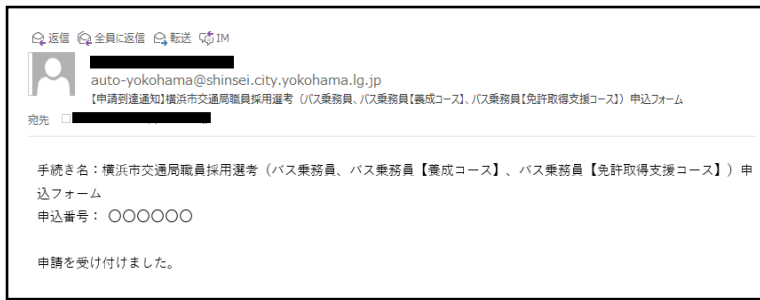 返信 全員に返信 転送 IM
auto-yokohama@shinsei.city.yokohama.lg.jp
【申請到達通知】横浜市交通局職員採用選考（バス乗務員、バス乗務員【養成コース】、バス乗務員【免許取得支援コース】）申込フォーム
宛先
手続き名：横浜市交通局職員採用選考（バス乗務員、バス乗務員【養成コース】、バス乗務員【免許取得支援コース】）申
込フォーム
申込番号： 〇〇〇〇〇〇
申請を受け付けました。